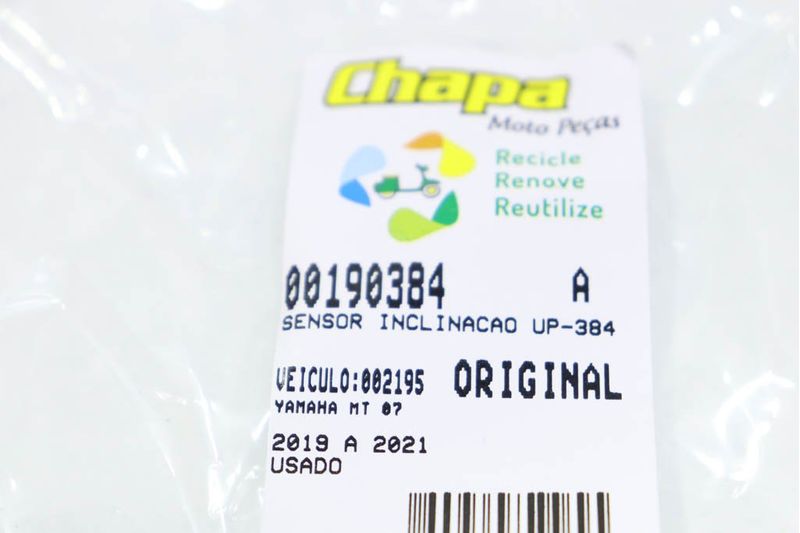 Chapa
Moto Peças
Recicle
Renove
Reutilize
00190384 A
SENSOR INCLINACAO UP-384
VEICULO:002195 ORIGINAL
YAMAHA MT 07
2019 A 2021
USADO